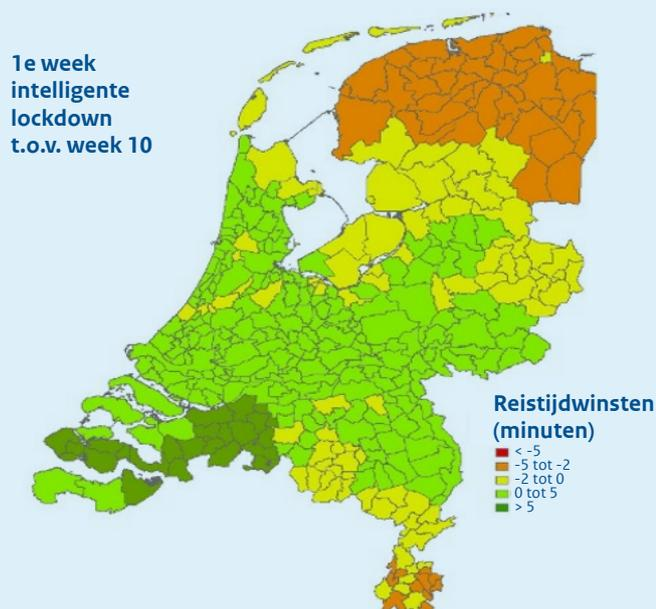 1e week
intelligente
lockdown
t.o.v. week 10
Reistijdwinsten
(minuten)
< -5
-5 tot -2
-2 tot 0
0 tot 5
> 5